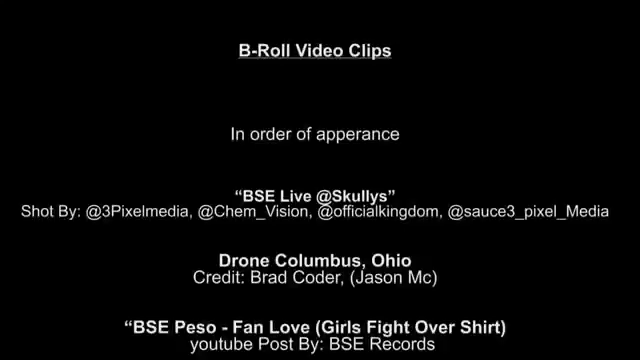 B-Roll Video Clips
In order of apperance
“BSE Live @Skullys”
Shot By: @3Pixelmedia, @Chem_Vision, @officialkingdom, @sauce3_pixel_Media
Drone Columbus, Ohio
Credit: Brad Coder, (Jason Mc)
“BSE Peso - Fan Love (Girls Fight Over Shirt)
youtube Post By: BSE Records